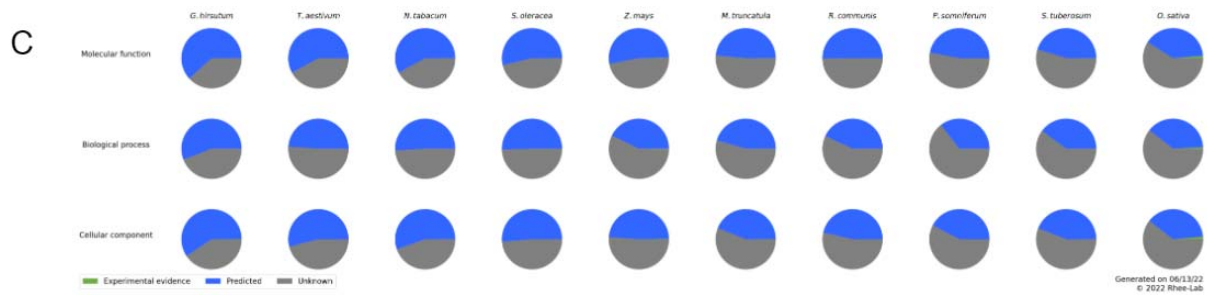 C
G. hirsutum T. aestivum N. tabacum S. oleracea Z. mays M. truncatula R. communis P. somniferum S. tuberosum O. sativa
Molecular function
Biological process
Cellular component
Experimental evidence Predicted Unknown
Generated on 06/13/22
© 2022 Rhee-Lab